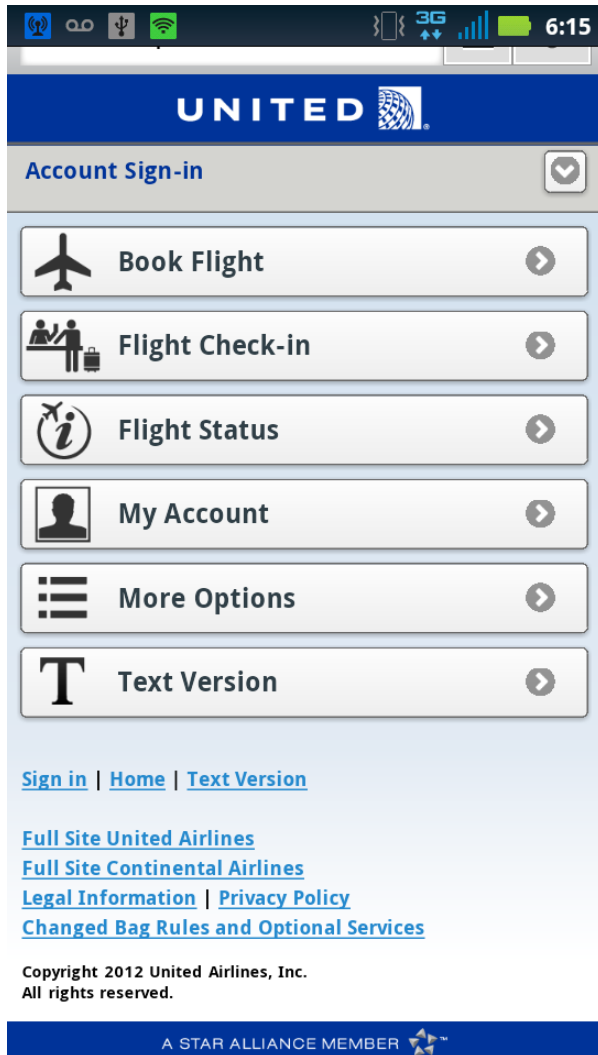 3G 6:15
UNITED
Account Sign-in
Book Flight
Flight Check-in
Flight Status
My Account
More Options
T Text Version
Sign in | Home | Text Version
Full Site United Airlines
Full Site Continental Airlines
Legal Information | Privacy Policy
Changed Bag Rules and Optional Services
Copyright 2012 United Airlines, Inc.
All rights reserved.
A STAR ALLIANCE MEMBER ™